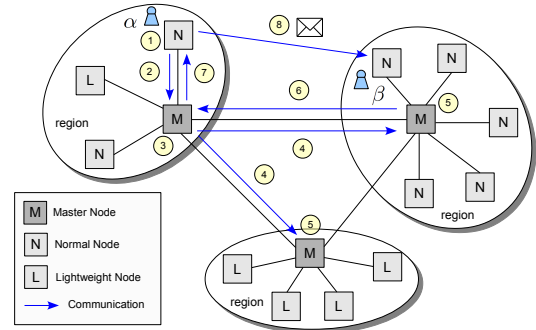 α
8
1
N
2
7
L
N
N
N
β
5
region
6
M
M
N
3
4
N
4
N
N
region
5
M
L
L
L
L
region
M Master Node
N Normal Node
L Lightweight Node
Communication